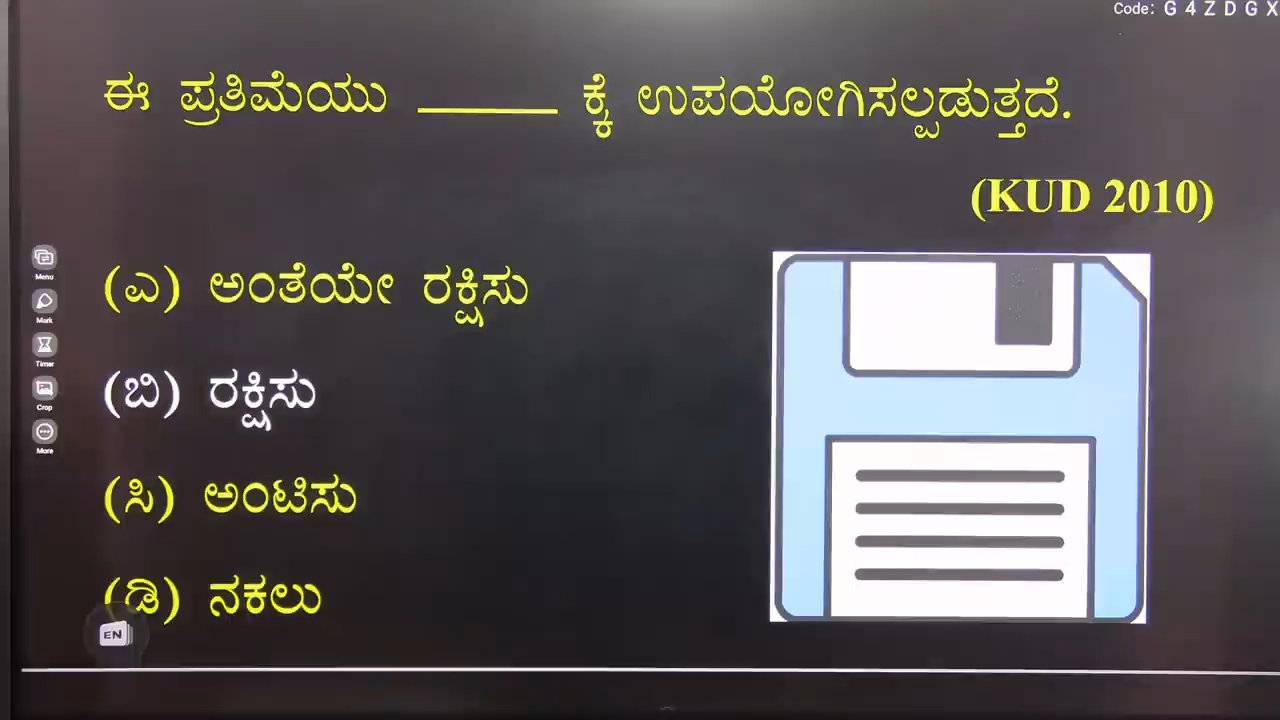 Code: G 4 Z D G X
ಈ ಪ್ರತಿಮೆಯು ______ ಕ್ಕೆ ಉಪಯೋಗಿಸಲ್ಪಡುತ್ತದೆ.
(KUD 2010)
(ಎ) ಅಂತೆಯೇ ರಕ್ಷಿಸು
(ಬಿ) ರಕ್ಷಿಸು
(ಸಿ) ಅಂಟಿಸು
(ಡಿ) ನಕಲು
Menu
Mark
Timer
Crop
More
EN